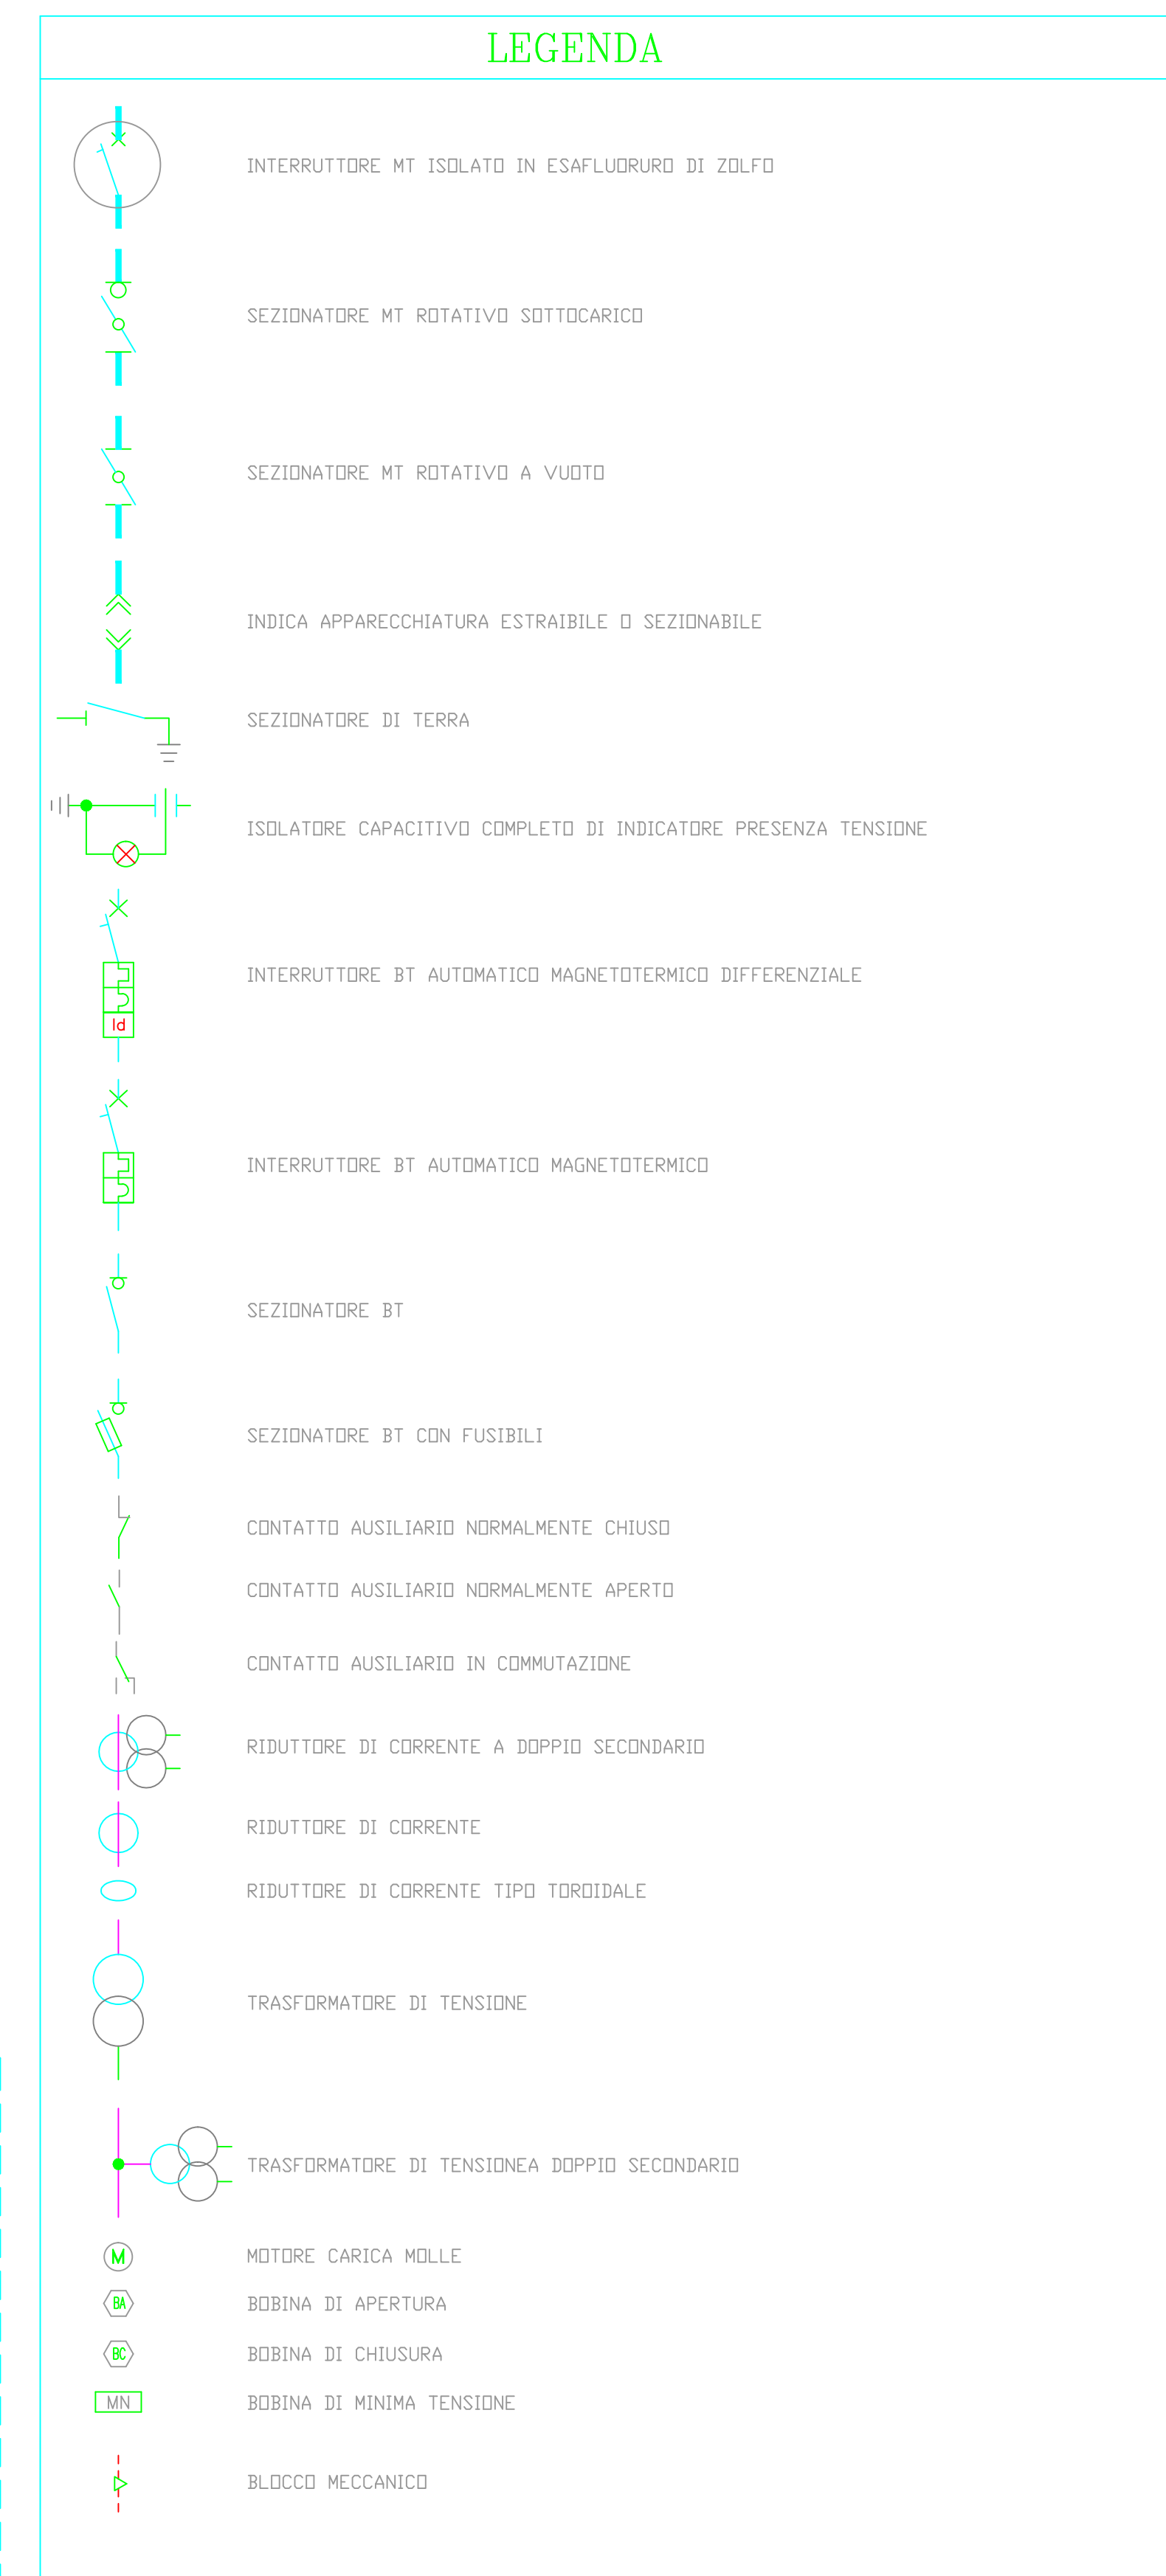 LEGENDA
INTERRUTTORE MT ISOLATO IN ESAFLUORURO DI ZOLFO
SEZIONATORE MT ROTATIVO SOTTOCARICO
SEZIONATORE MT ROTATIVO A VUOTO
INDICA APPARECCHIATURA ESTRAIBILE O SEZIONABILE
SEZIONATORE DI TERRA
ISOLATORE CAPACITIVO COMPLETO DI INDICATORE PRESENZA TENSIONE
INTERRUTTORE BT AUTOMATICO MAGNETOTERMICO DIFFERENZIALE
Id
INTERRUTTORE BT AUTOMATICO MAGNETOTERMICO
SEZIONATORE BT
SEZIONATORE BT CON FUSIBILI
CONTATTO AUSILIARIO NORMALMENTE CHIUSO
CONTATTO AUSILIARIO NORMALMENTE APERTO
CONTATTO AUSILIARIO IN COMMUTAZIONE
RIDUTTORE DI CORRENTE A DOPPIO SECONDARIO
RIDUTTORE DI CORRENTE
RIDUTTORE DI CORRENTE TIPO TOROIDALE
TRASFORMATORE DI TENSIONE
TRASFORMATORE DI TENSIONEA DOPPIO SECONDARIO
M MOTORE CARICA MOLLE
BA BOBINA DI APERTURA
BC BOBINA DI CHIUSURA
MN BOBINA DI MINIMA TENSIONE
BLOCCO MECCANICO